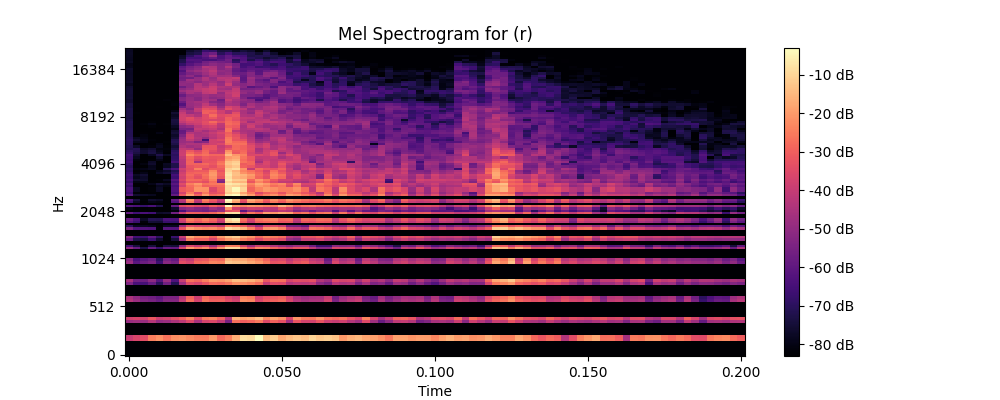 Mel Spectrogram for (r)
Hz
16384
8192
4096
2048
1024
512
0
0.000 0.050 0.100 0.150 0.200
Time
-10 dB
-20 dB
-30 dB
-40 dB
-50 dB
-60 dB
-70 dB
-80 dB